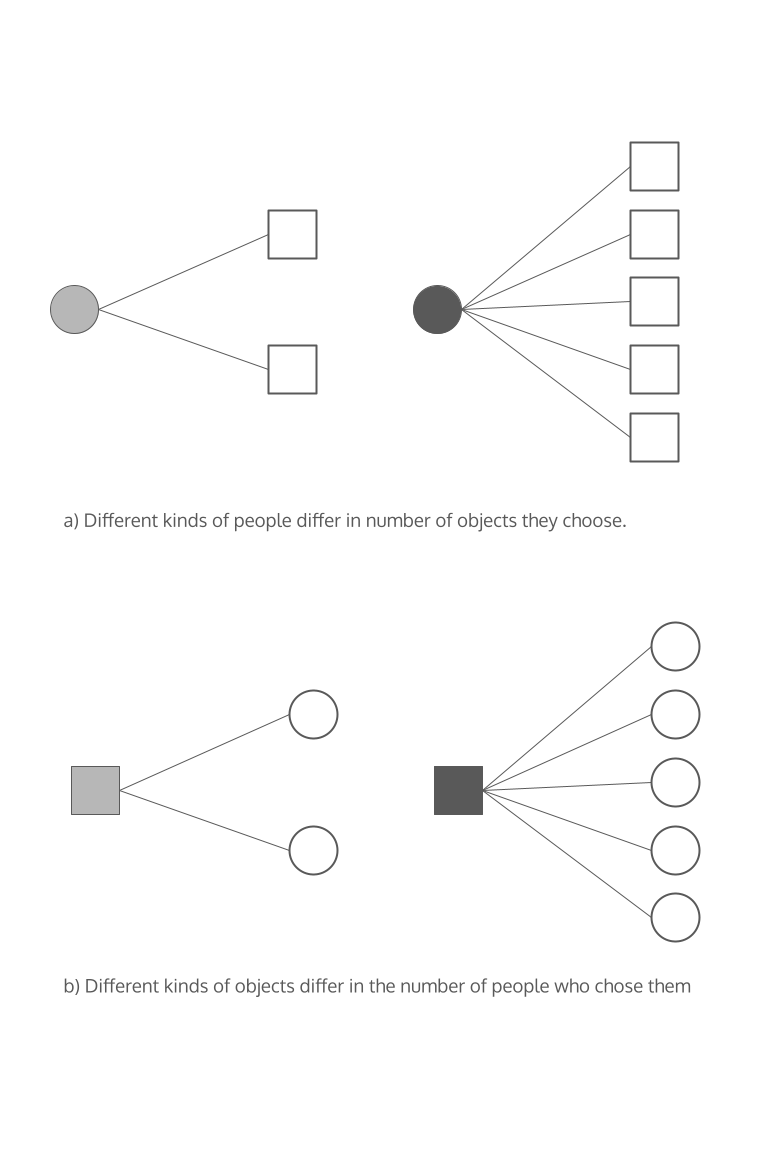 a) Different kinds of people differ in number of objects they choose.
b) Different kinds of objects differ in the number of people who chose them